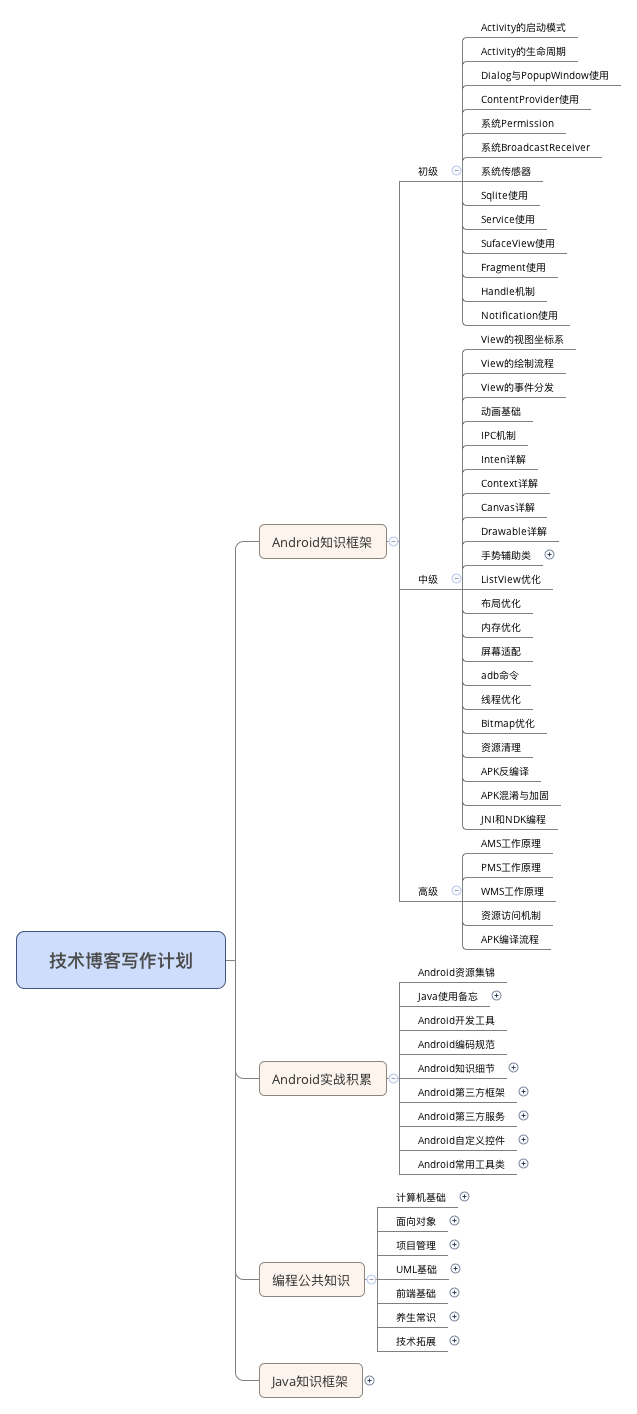 Activity的启动模式
Activity的生命周期
Dialog与PopupWindow使用
ContentProvider使用
系统Permission
系统BroadcastReceiver
初级
系统传感器
Sqlite使用
Service使用
SufaceView使用
Fragment使用
Handle机制
Notification使用
View的视图坐标系
View的绘制流程
View的事件分发
动画基础
IPC机制
Inten详解
Context详解
Canvas详解
Drawable详解
Android知识框架
手势辅助类
中级
ListView优化
布局优化
内存优化
屏幕适配
adb命令
线程优化
Bitmap优化
资源清理
APK反编译
APK混淆与加固
JNI和NDK编程
AMS工作原理
PMS工作原理
高级
WMS工作原理
资源访问机制
APK编译流程
技术博客写作计划
Android资源集锦
Java使用备忘
Android开发工具
Android编码规范
Android实战积累
Android知识细节
Android第三方框架
Android第三方服务
Android自定义控件
Android常用工具类
计算机基础
面向对象
项目管理
编程公共知识
UML基础
前端基础
养生常识
技术拓展
Java知识框架